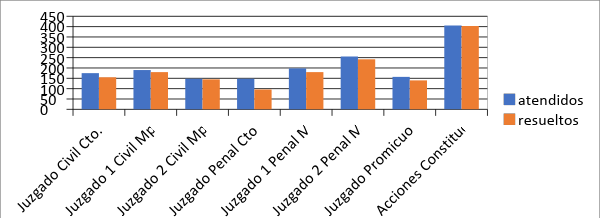 450
400
350
300
250
200
150
100
50
0
Juzgado Civil Cto.
Juzgado 1 Civil Mp
Juzgado 2 Civil Mp
Juzgado Penal Cto
Juzgado 1 Penal M
Juzgado 2 Penal M
Juzgado Promicuo
Acciones Constitu
atendidos
resueltos